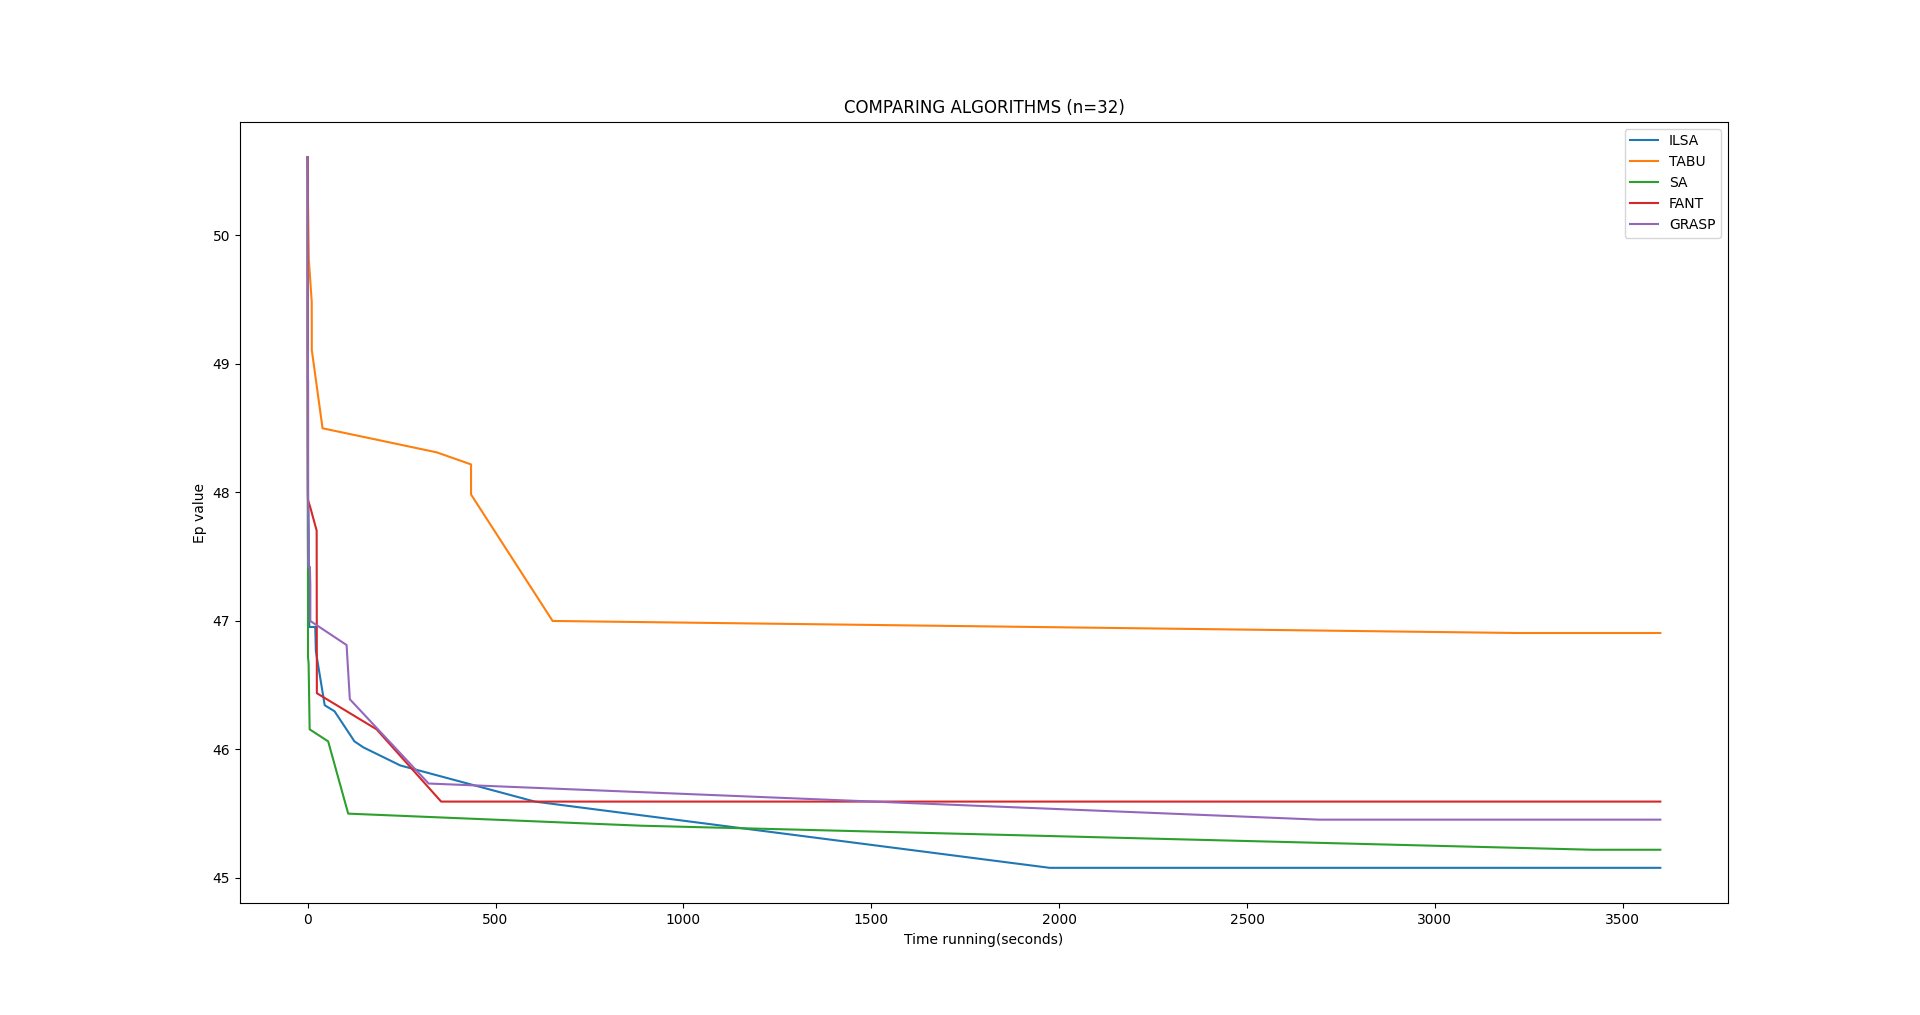 COMPARING ALGORITHMS (n=32)
ILSA
TABU
SA
FANT
GRASP
50
49
48
47
46
45
Ep value
0 500 1000 1500 2000 2500 3000 3500
Time running(seconds)